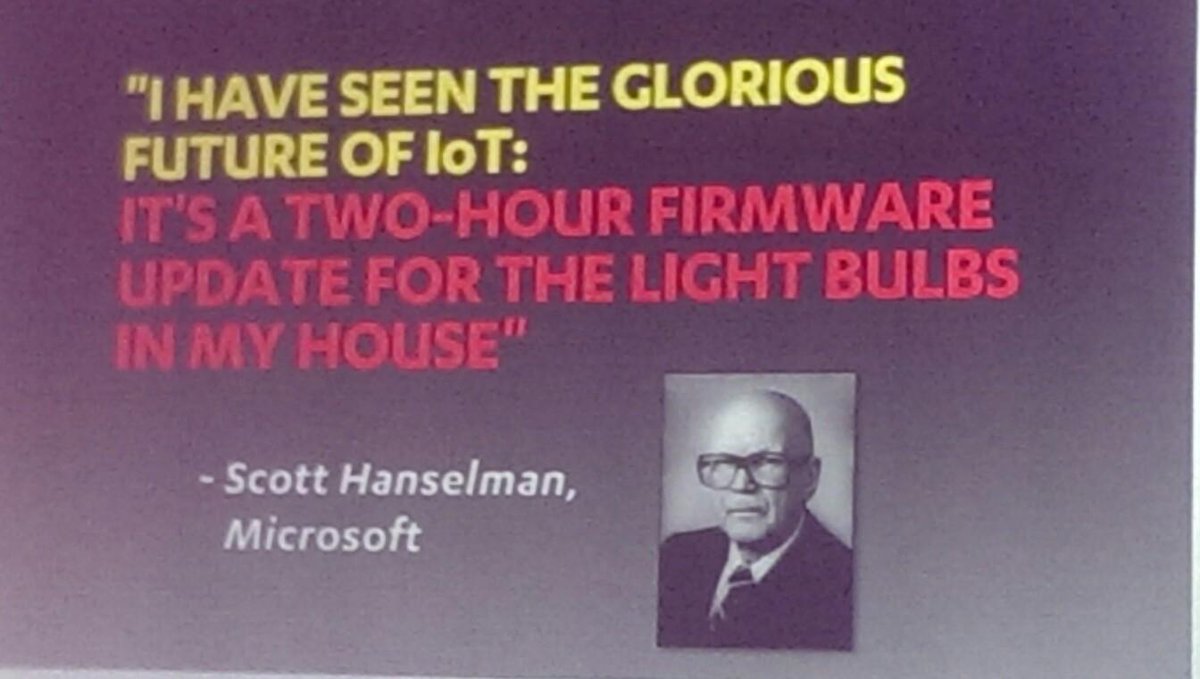 "I HAVE SEEN THE GLORIOUS
FUTURE OF IoT:
IT'S A TWO-HOUR FIRMWARE
UPDATE FOR THE LIGHT BULBS
IN MY HOUSE"
- Scott Hanselman,
Microsoft